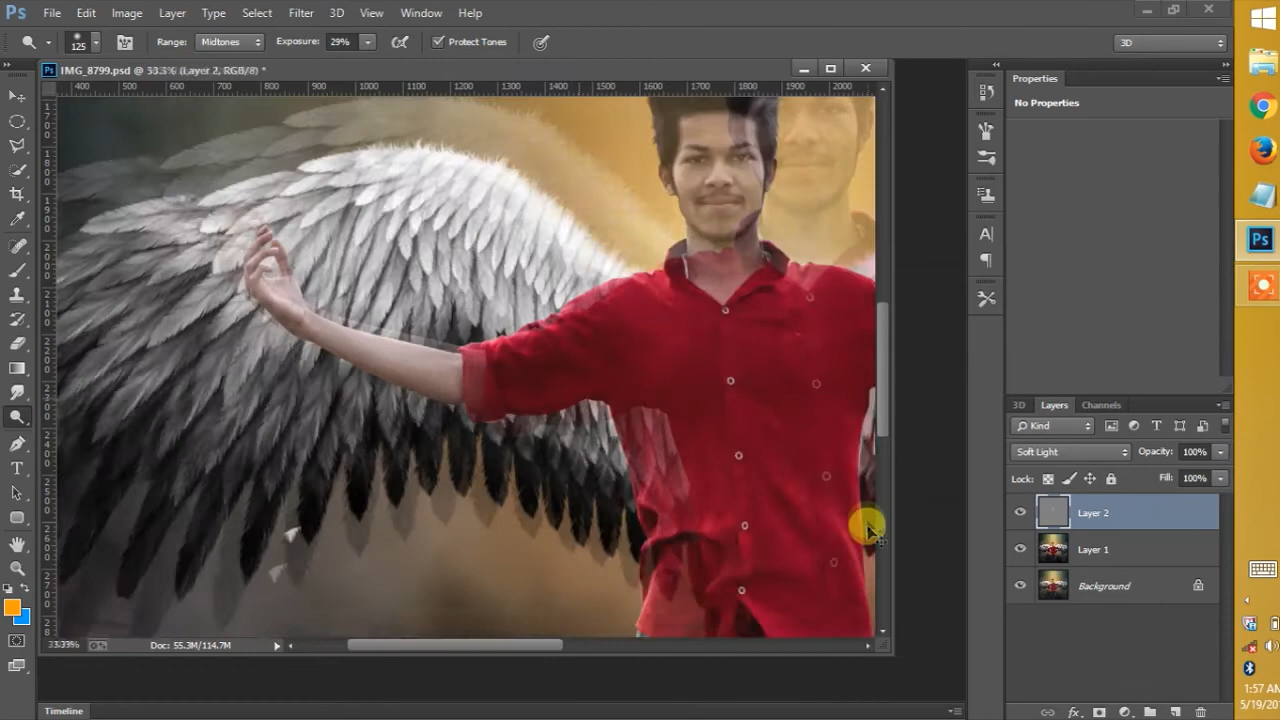 Ps File Edit Image Layer Type Select Filter 3D View Window Help
125 Range: Midtones Exposure: 29% Protect Tones 3D
Ps IMG_8799.psd @ 33.3% (Layer 2, RGB/8) *
400 500 600 700 800 900 1000 1100 1200 1300 1400 1500 1600 1700 1800 1900 2000
Properties
No Properties
Ps
3D Layers Channels
Kind
Soft Light Opacity: 100%
Lock: Fill: 100%
Layer 2
Layer 1
Background
33.33% Doc: 55.3M/114.7M
1:57 AM
Timeline